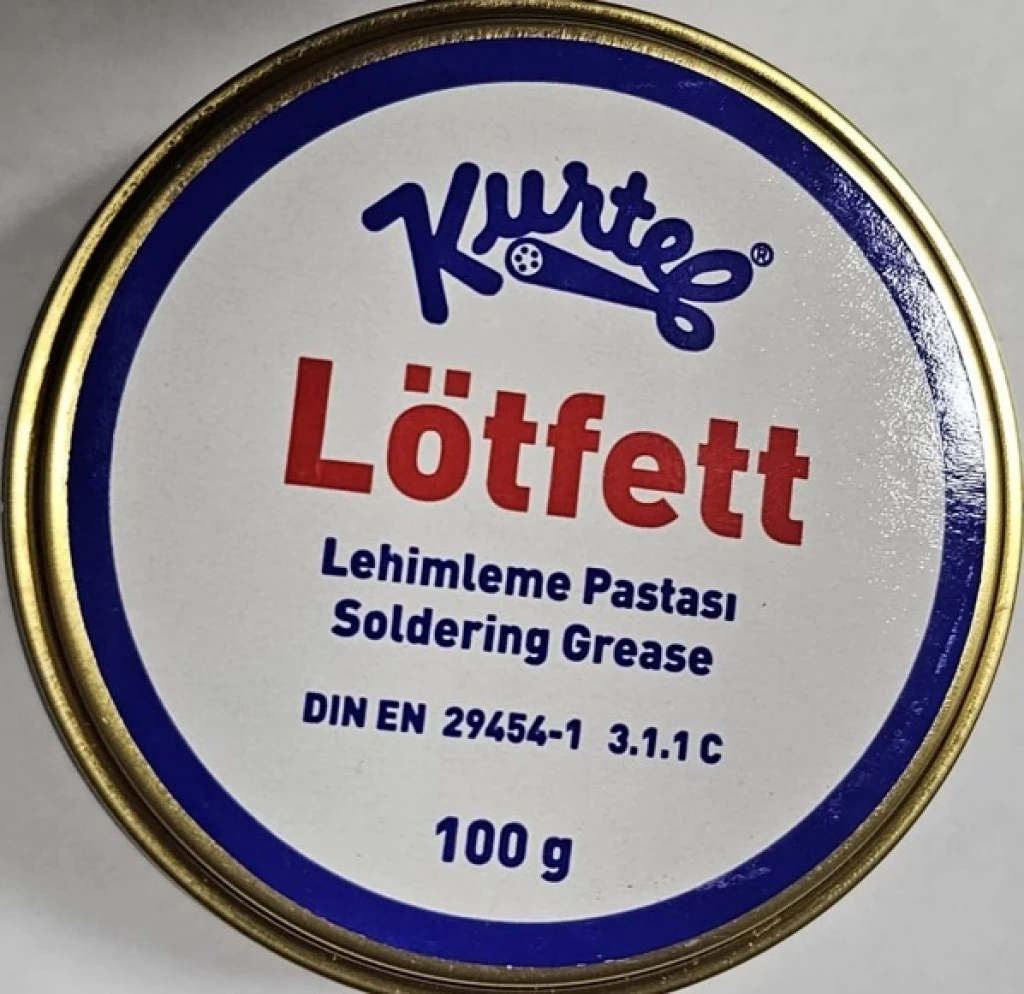 Kurtel®
Lötfett
Lehimleme Pastası
Soldering Grease
DIN EN 29454-1 3.1.1 C
100 g